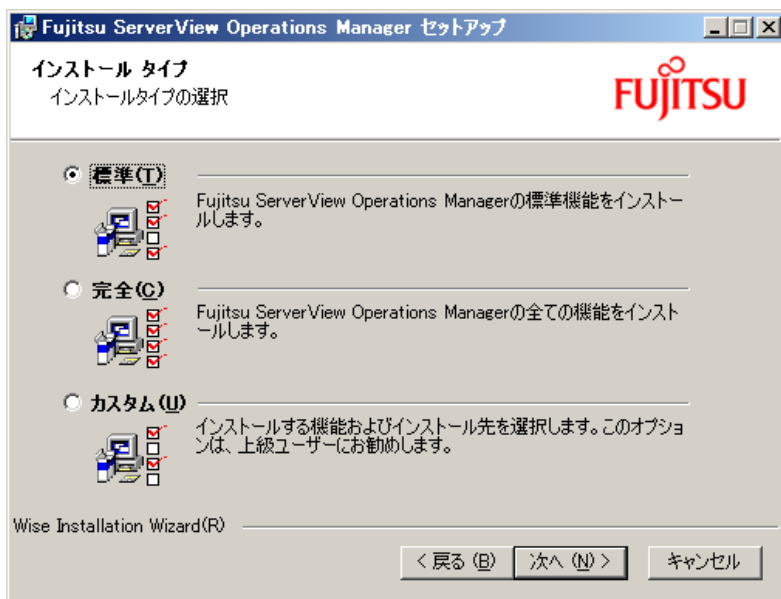 Fujitsu ServerView Operations Manager セットアップ
インストール タイプ
インストールタイプの選択
FUJITSU
標準(T)
Fujitsu ServerView Operations Managerの標準機能をインストー
ルします。
完全(C)
Fujitsu ServerView Operations Managerの全ての機能をインスト
ールします。
カスタム(U)
インストールする機能およびインストール先を選択します。このオプショ
ンは、上級ユーザーにお勧めします。
Wise Installation Wizard(R)
< 戻る (B)
次へ (N) >
キャンセル